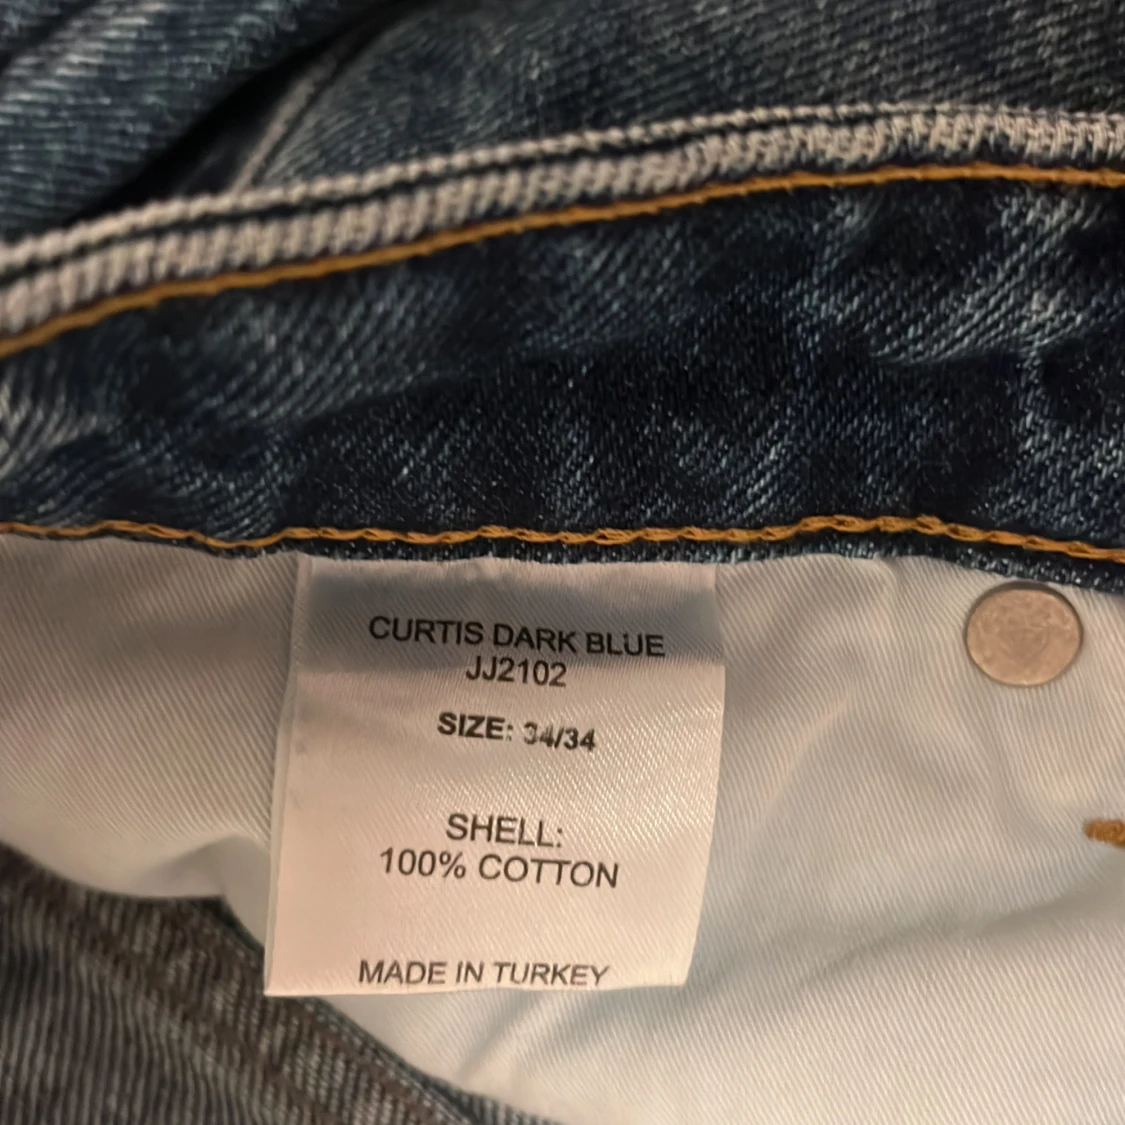 CURTIS DARK BLUE
JJ2102
SIZE: 34/34
SHELL:
100% COTTON
MADE IN TURKEY